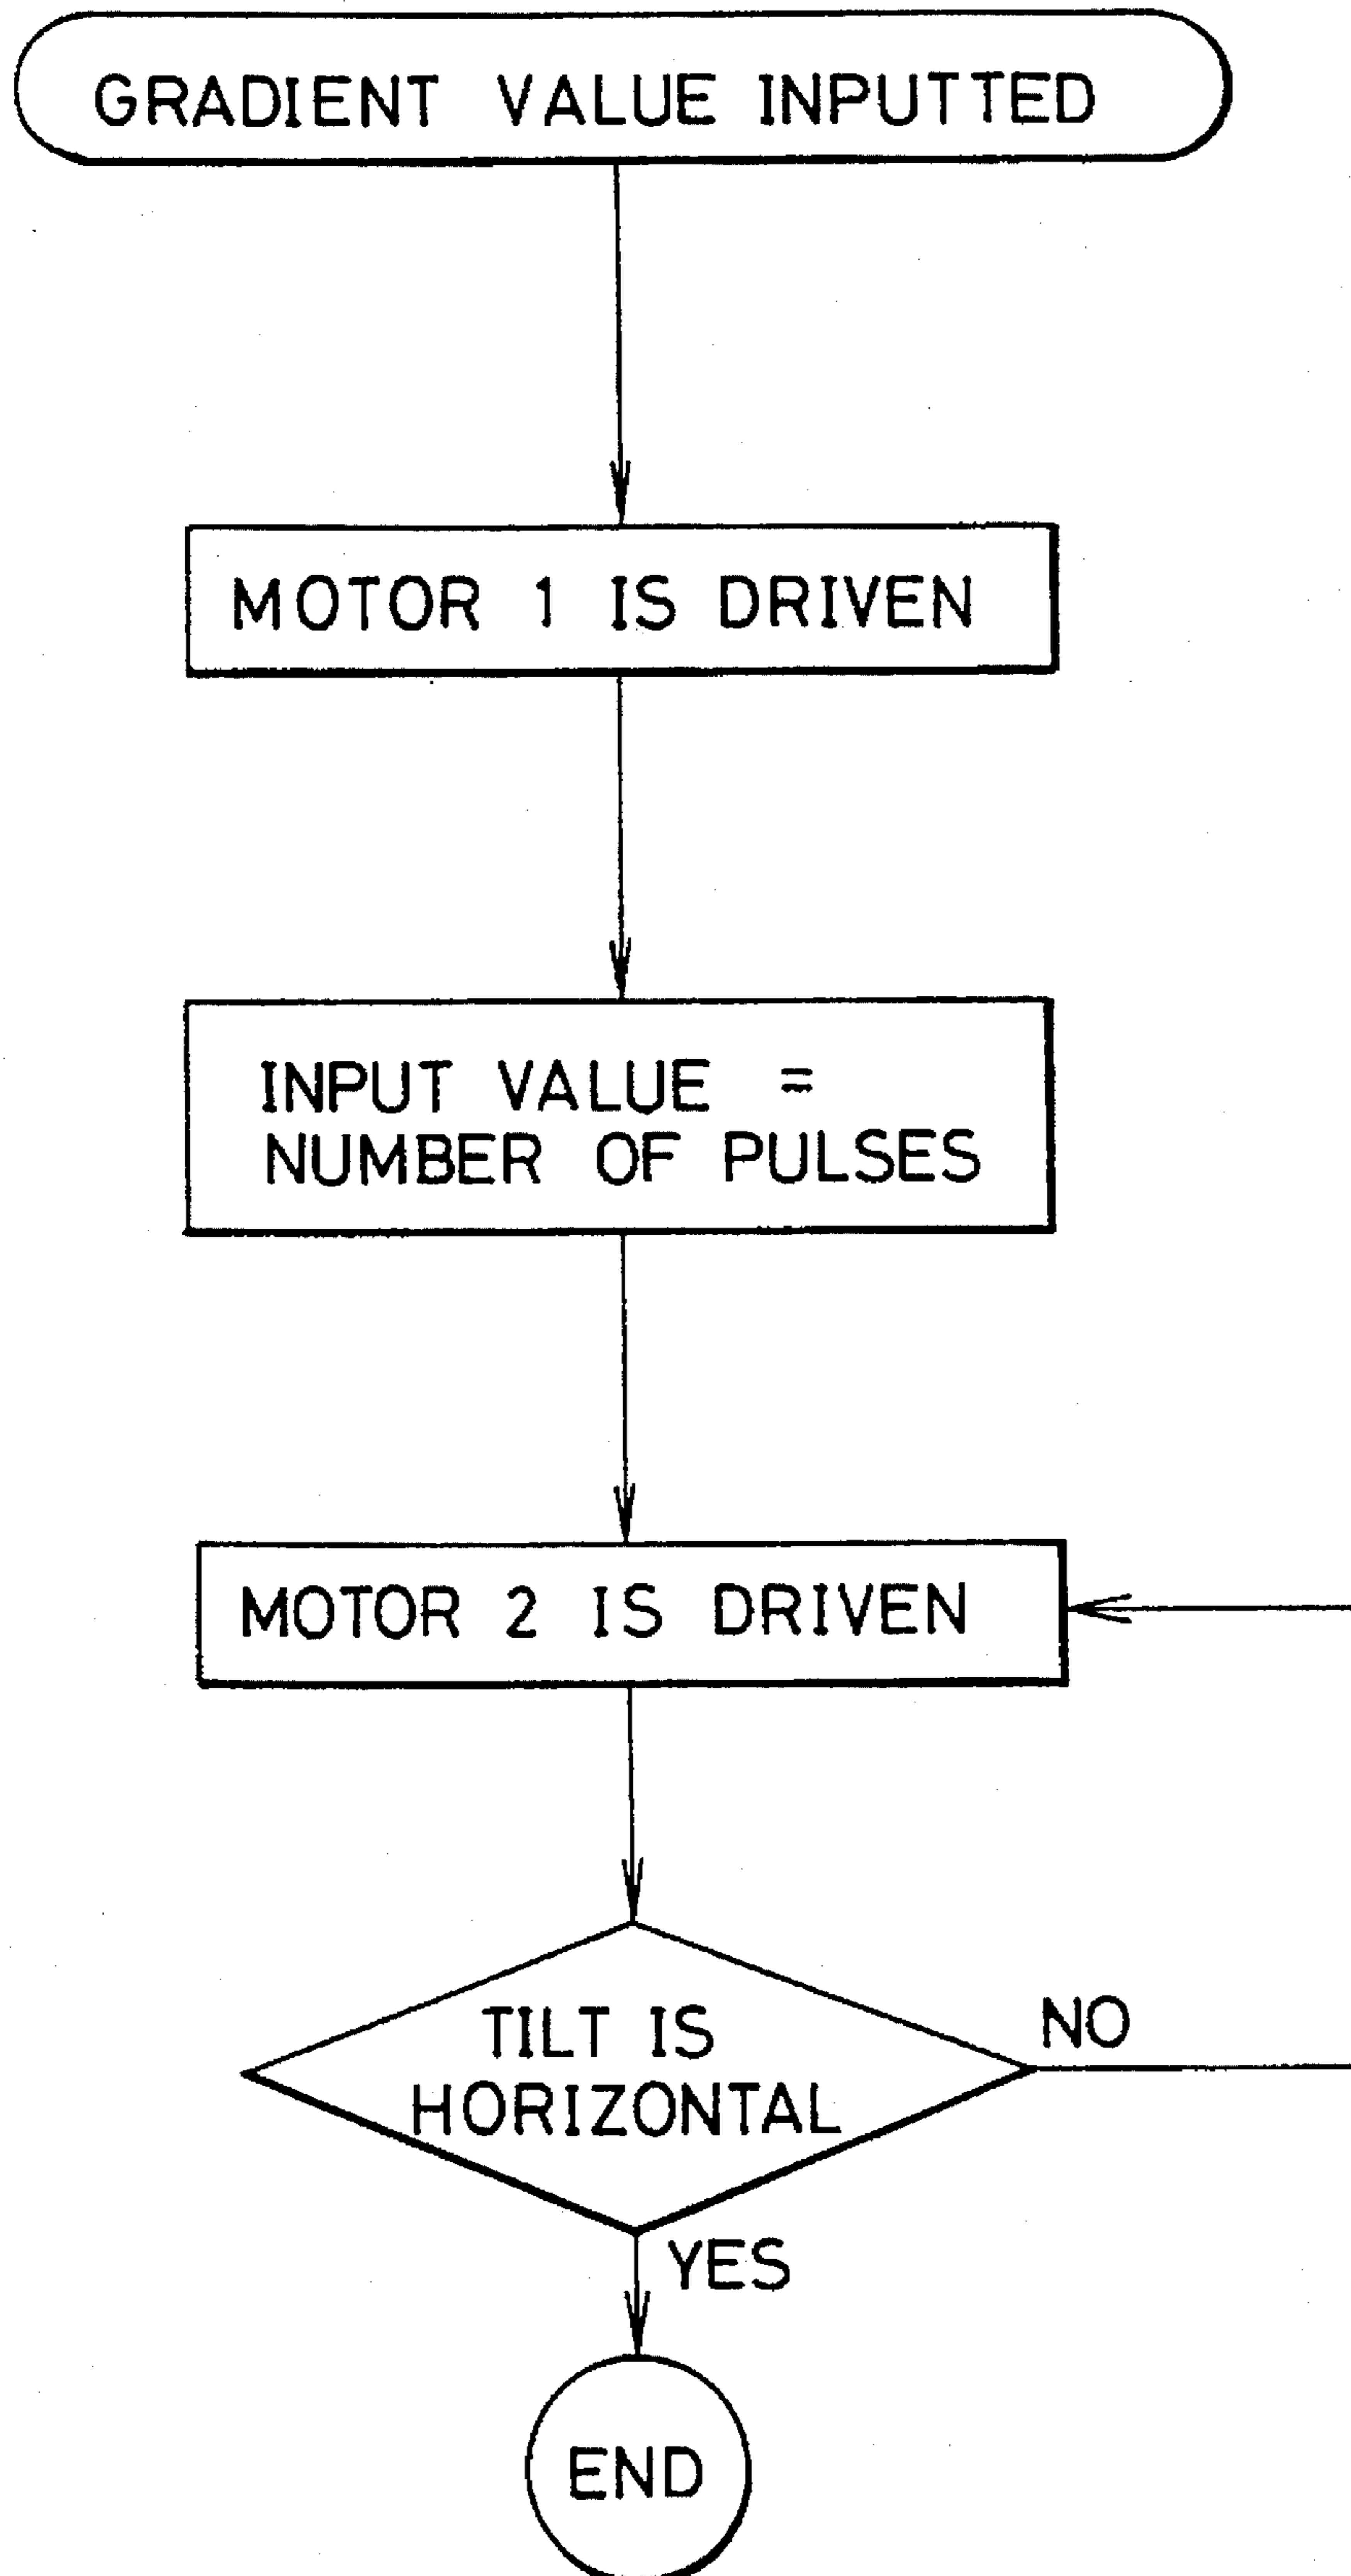 GRADIENT VALUE INPUTTED
MOTOR 1 IS DRIVEN
INPUT VALUE =
NUMBER OF PULSES
MOTOR 2 IS DRIVEN
TILT IS
HORIZONTAL
NO
YES
END